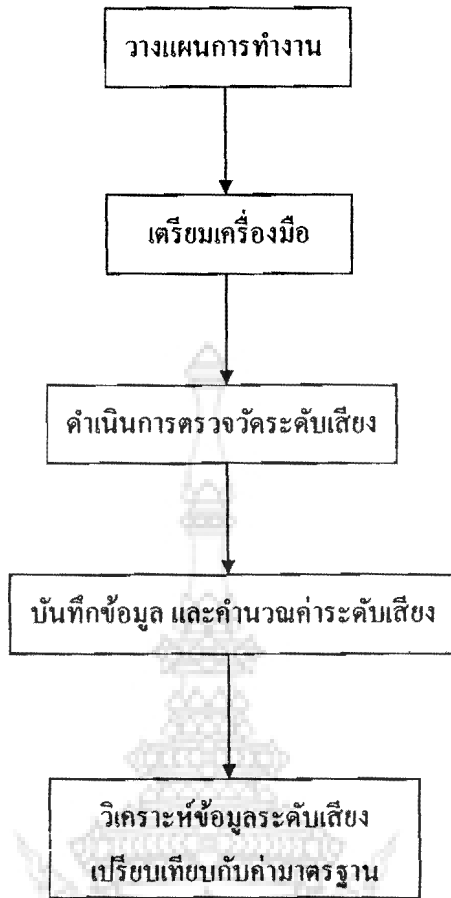 วางแผนการทำงาน
เตรียมเครื่องมือ
ดำเนินการตรวจวัดระดับเสียง
บันทึกข้อมูล และคำนวณค่าระดับเสียง
วิเคราะห์ข้อมูลระดับเสียง
เปรียบเทียบกับค่ามาตรฐาน